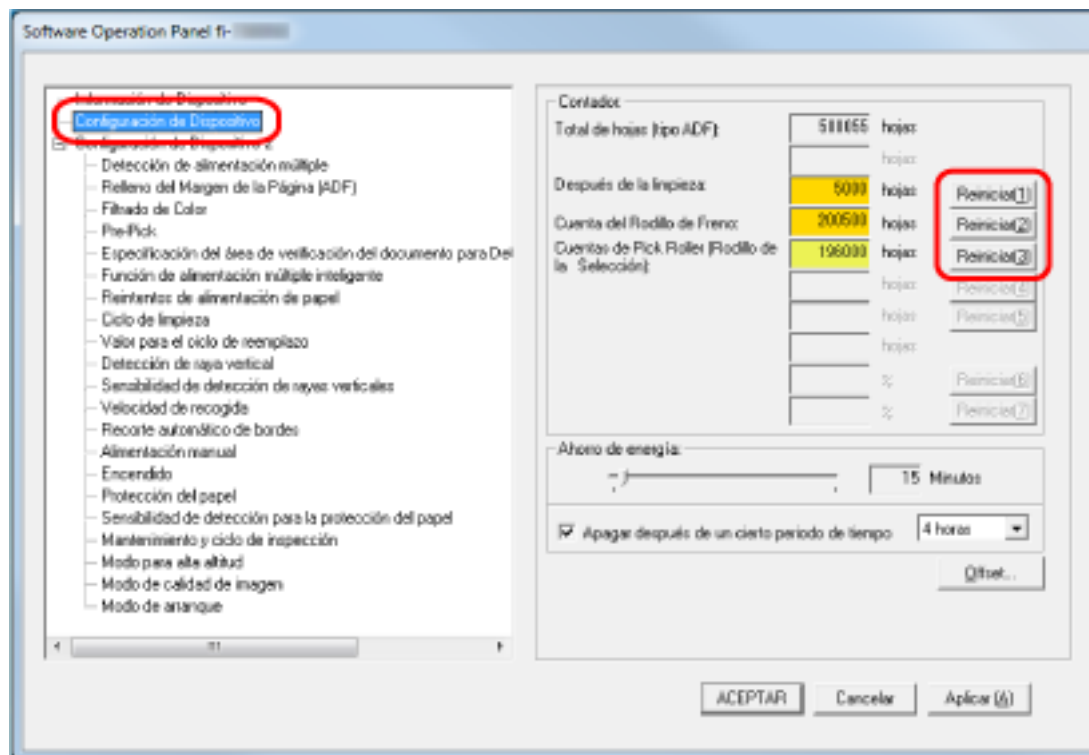 Software Operation Panel fi-
Información de Dispositivo
Configuración de Dispositivo
Configuración de Dispositivo 2
Detección de alimentación múltiple
Relleno del Margen de la Página (ADF)
Filtrado de Color
Pre-Pick
Especificación del área de verificación del documento para Det
Función de alimentación múltiple inteligente
Reintentos de alimentación de papel
Ciclo de limpieza
Valor para el ciclo de reemplazo
Detección de raya vertical
Sensibilidad de detección de rayas verticales
Velocidad de recogida
Recorte automático de bordes
Alimentación manual
Encendido
Protección del papel
Sensibilidad de detección para la protección del papel
Mantenimiento y ciclo de inspección
Modo para alta altitud
Modo de calidad de imagen
Modo de arranque
Contador:
Total de hojas (tipo ADF): hojas
hojas
Después de la limpieza: 5000 hojas Reiniciar(1)
Cuenta del Rodillo de Freno: 200500 hojas Reiniciar(2)
Cuentas de Pick Roller (Rodillo de la Selección): 196000 hojas Reiniciar(3)
hojas Reiniciar(4)
hojas Reiniciar(5)
hojas
% Reiniciar(6)
% Reiniciar(7)
Ahorro de energía:
15 Minutos
Apagar después de un cierto periodo de tiempo 4 horas
Offset...
ACEPTAR Cancelar Aplicar (A)